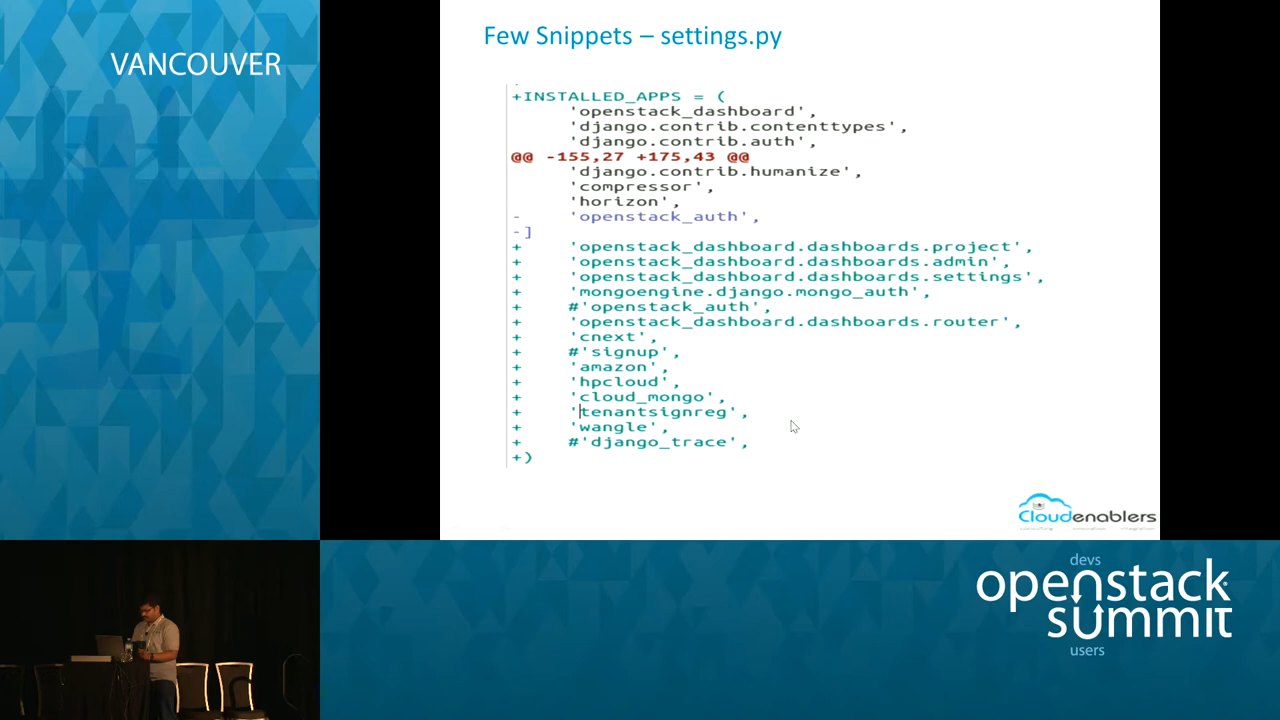 VANCOUVER
Few Snippets – settings.py
+INSTALLED_APPS = (
'openstack_dashboard',
'django.contrib.contenttypes',
'django.contrib.auth',
@@ -155,27 +175,43 @@
'django.contrib.humanize',
'compressor',
'horizon',
- 'openstack_auth',
-]
+ 'openstack_dashboard.dashboards.project',
+ 'openstack_dashboard.dashboards.admin',
+ 'openstack_dashboard.dashboards.settings',
+ 'mongoengine.django.mongo_auth',
+ #'openstack_auth',
+ 'openstack_dashboard.dashboards.router',
+ 'cnext',
+ #'signup',
+ 'amazon',
+ 'hpcloud',
+ 'cloud_mongo',
+ 'tenantsignreg',
+ 'wangle',
+ #'django_trace',
+)
Cloudenablers
devs
openstack
summit
users